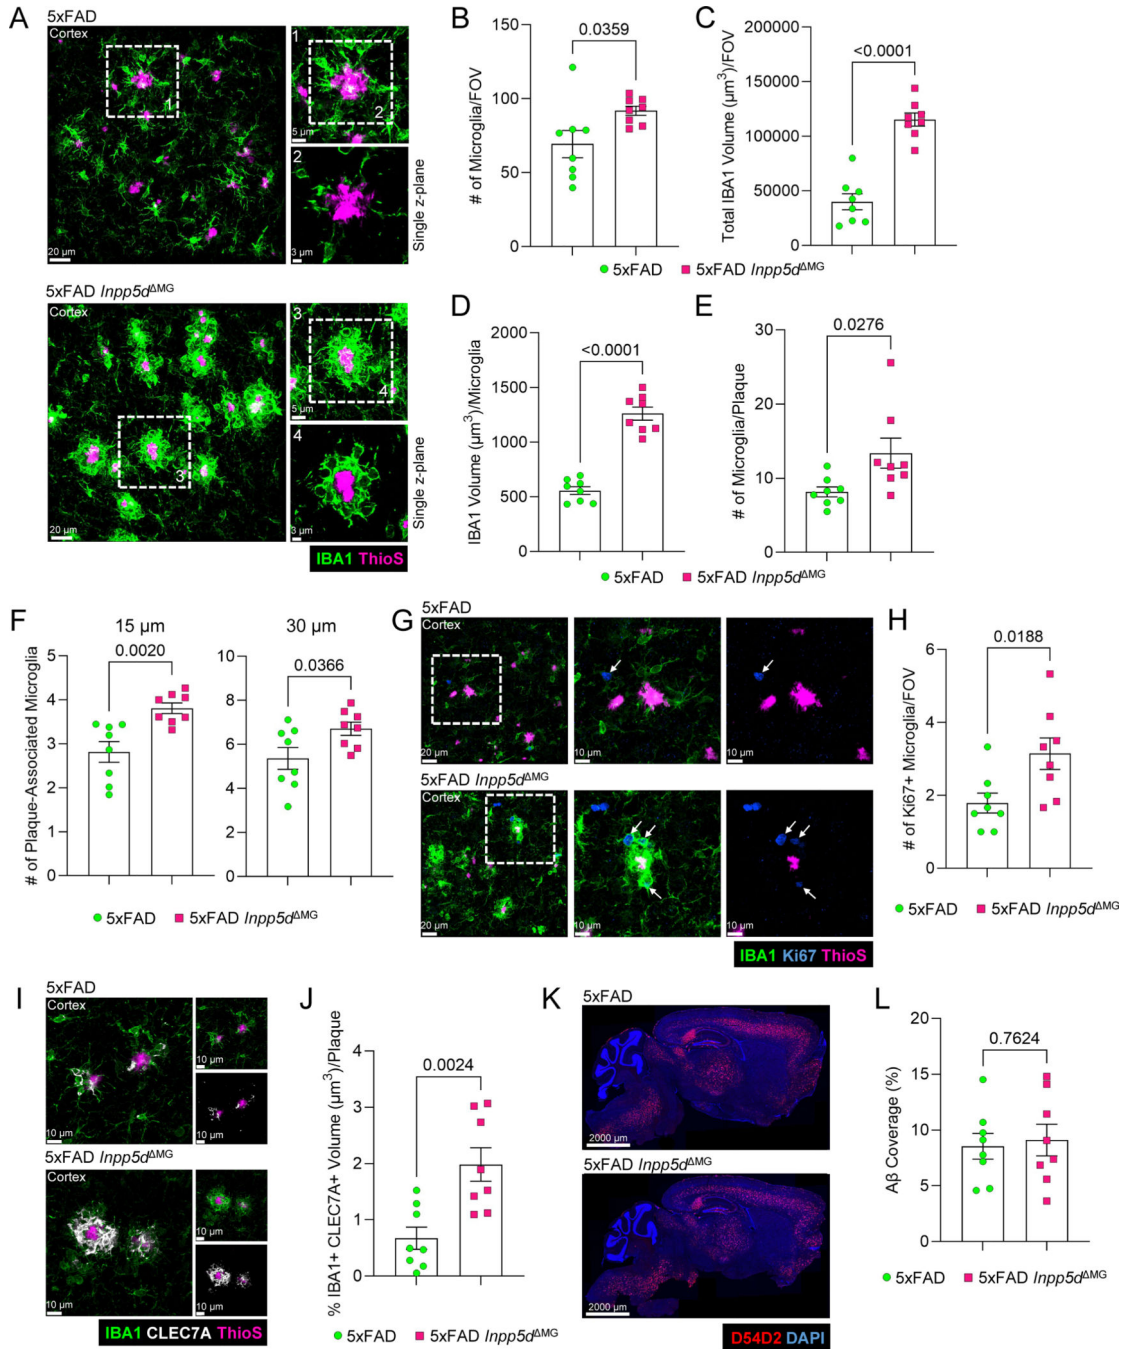 A
5xFAD
Cortex
1
20 µm
1
2
5 µm
2
3 µm
Single z-plane
5xFAD Inpp5dΔMG
Cortex
3
20 µm
3
4
5 µm
4
3 µm
Single z-plane
IBA1 ThioS
B
# of Microglia/FOV
150
100
50
0
0.0359
C
Total IBA1 Volume (µm³)/FOV
200000
150000
100000
50000
0
<0.0001
5xFAD 5xFAD Inpp5dΔMG
D
IBA1 Volume (µm³)/Microglia
2000
1500
1000
500
0
<0.0001
E
# of Microglia/Plaque
30
20
10
0
0.0276
5xFAD 5xFAD Inpp5dΔMG
F
# of Plaque-Associated Microglia
15 µm
5
4
3
2
1
0
0.0020
30 µm
10
8
6
4
2
0
0.0366
5xFAD 5xFAD Inpp5dΔMG
G
5xFAD
Cortex
20 µm
10 µm
10 µm
5xFAD Inpp5dΔMG
Cortex
20 µm
10 µm
10 µm
IBA1 Ki67 ThioS
H
# of Ki67+ Microglia/FOV
6
4
2
0
0.0188
5xFAD 5xFAD Inpp5dΔMG
I
5xFAD
Cortex
10 µm
10 µm
10 µm
5xFAD Inpp5dΔMG
Cortex
10 µm
10 µm
10 µm
IBA1 CLEC7A ThioS
J
% IBA1+ CLEC7A+ Volume (µm³)/Plaque
4
3
2
1
0
0.0024
5xFAD 5xFAD Inpp5dΔMG
K
5xFAD
2000 µm
5xFAD Inpp5dΔMG
2000 µm
D54D2 DAPI
L
Aβ Coverage (%)
20
15
10
5
0
0.7624
5xFAD 5xFAD Inpp5dΔMG